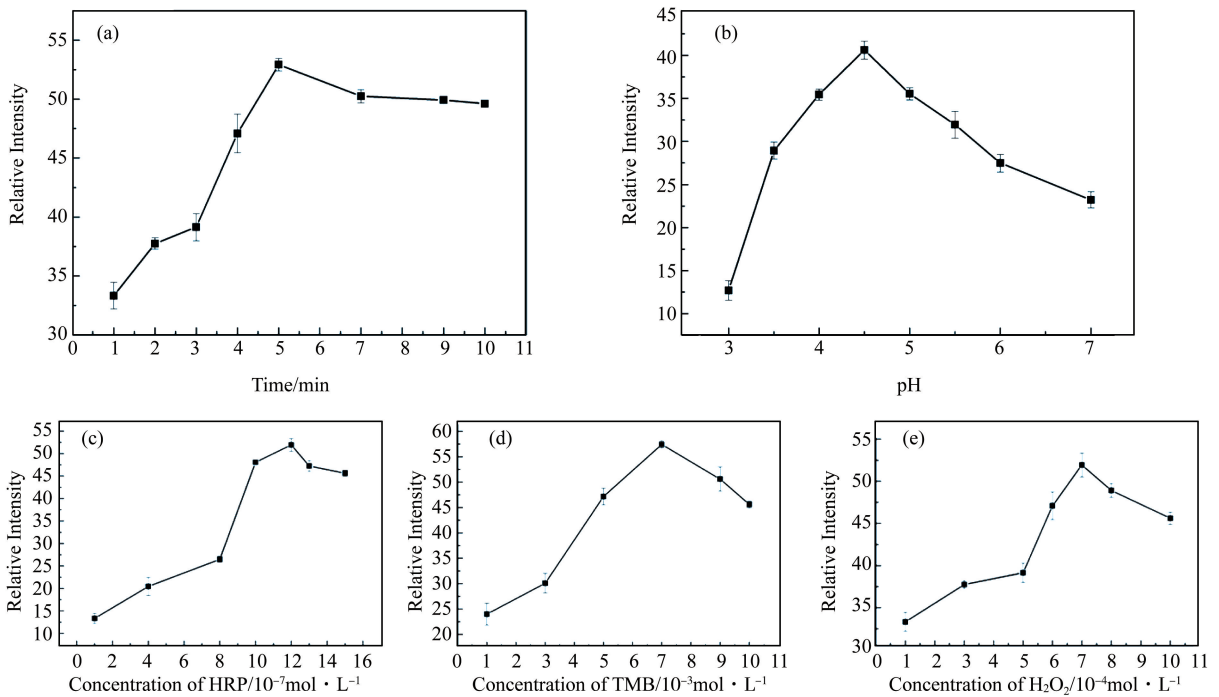 (a)
Relative Intensity
55
50
45
40
35
30
0 1 2 3 4 5 6 7 8 9 10 11
Time/min
(b)
Relative Intensity
45
40
35
30
25
20
15
10
3 4 5 6 7
pH
(c)
Relative Intensity
55
50
45
40
35
30
25
20
15
10
0 2 4 6 8 10 12 14 16
Concentration of HRP/10⁻⁷mol・L⁻¹
(d)
Relative Intensity
60
55
50
45
40
35
30
25
20
0 1 2 3 4 5 6 7 8 9 10 11
Concentration of TMB/10⁻³mol・L⁻¹
(e)
Relative Intensity
55
50
45
40
35
30
0 1 2 3 4 5 6 7 8 9 10 11
Concentration of H₂O₂/10⁻⁴mol・L⁻¹